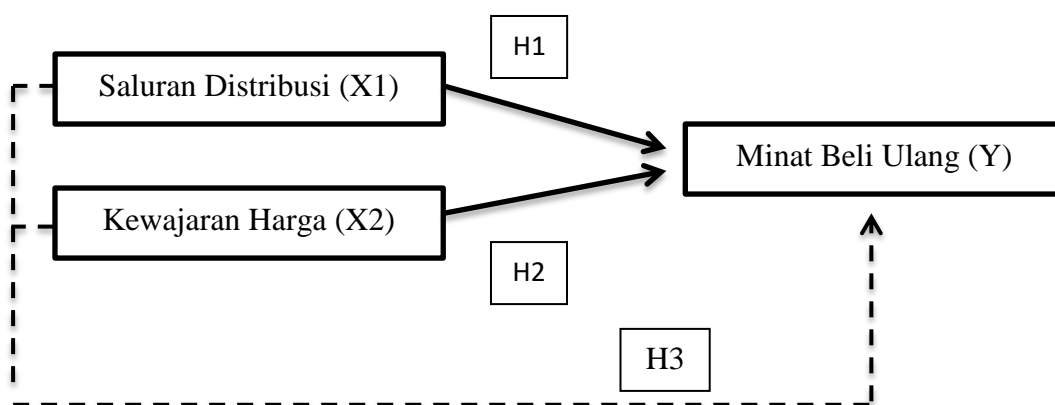 H1
Saluran Distribusi (X1)
Minat Beli Ulang (Y)
Kewajaran Harga (X2)
H2
H3